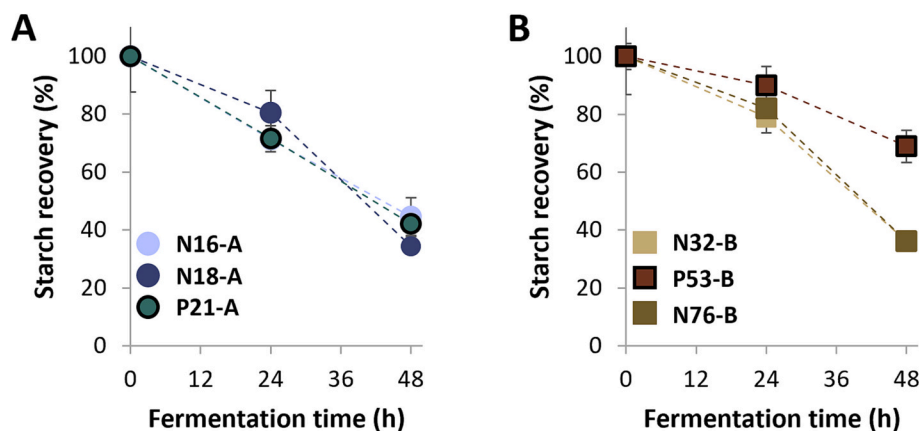 A
Starch recovery (%)
100
80
60
40
20
0
N16-A
N18-A
P21-A
0 12 24 36 48
Fermentation time (h)
B
Starch recovery (%)
100
80
60
40
20
0
N32-B
P53-B
N76-B
0 12 24 36 48
Fermentation time (h)